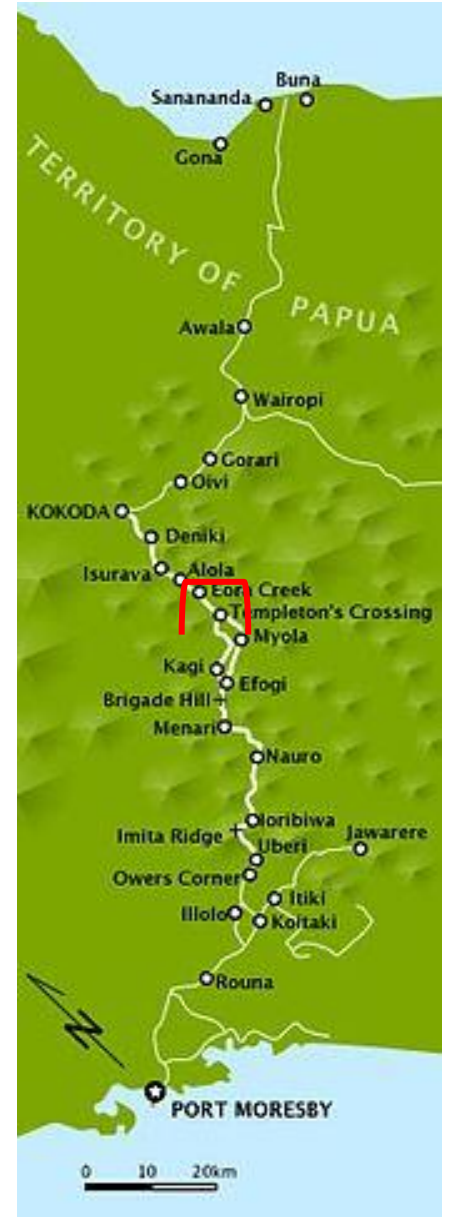 Buna
Sanananda
Gona
TERRITORY OF PAPUA
Awala
Wairopi
Gorari
Oivi
KOKODA
Deniki
Isurava
Alola
Eora Creek
Templeton's Crossing
Myola
Kagi
Efogi
Brigade Hill
Menari
Nauro
Ioribiwa
Imita Ridge
Jawarere
Uberi
Owers Corner
Itiki
Illolo
Koitaki
Rouna
N
PORT MORESBY
0 10 20km